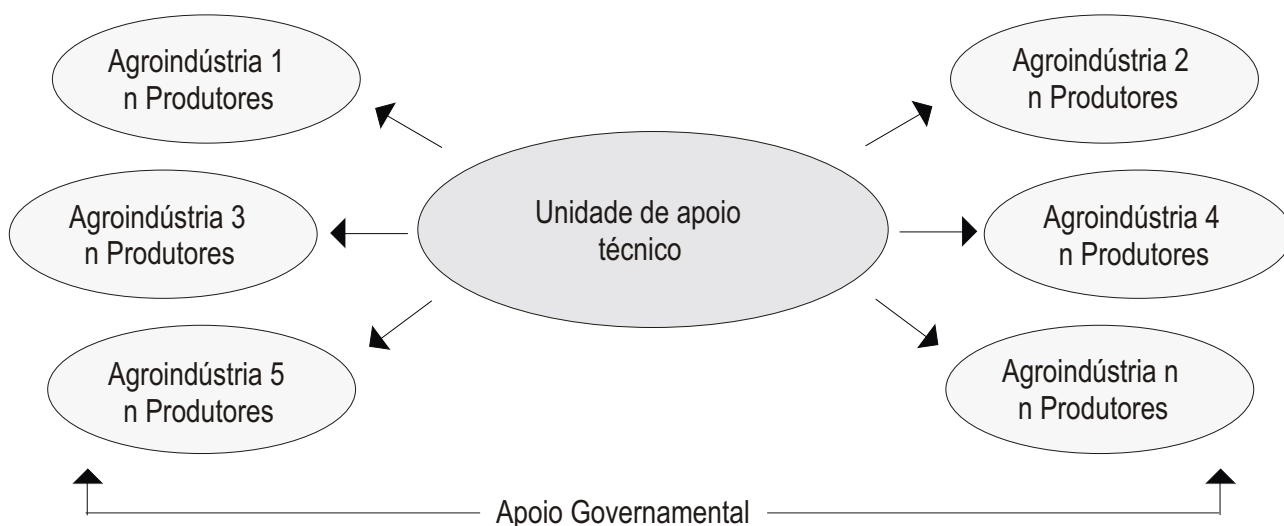 Agroindústria 1
n Produtores
Agroindústria 2
n Produtores
Unidade de apoio
técnico
Agroindústria 3
n Produtores
Agroindústria 4
n Produtores
Agroindústria 5
n Produtores
Agroindústria n
n Produtores
Apoio Governamental